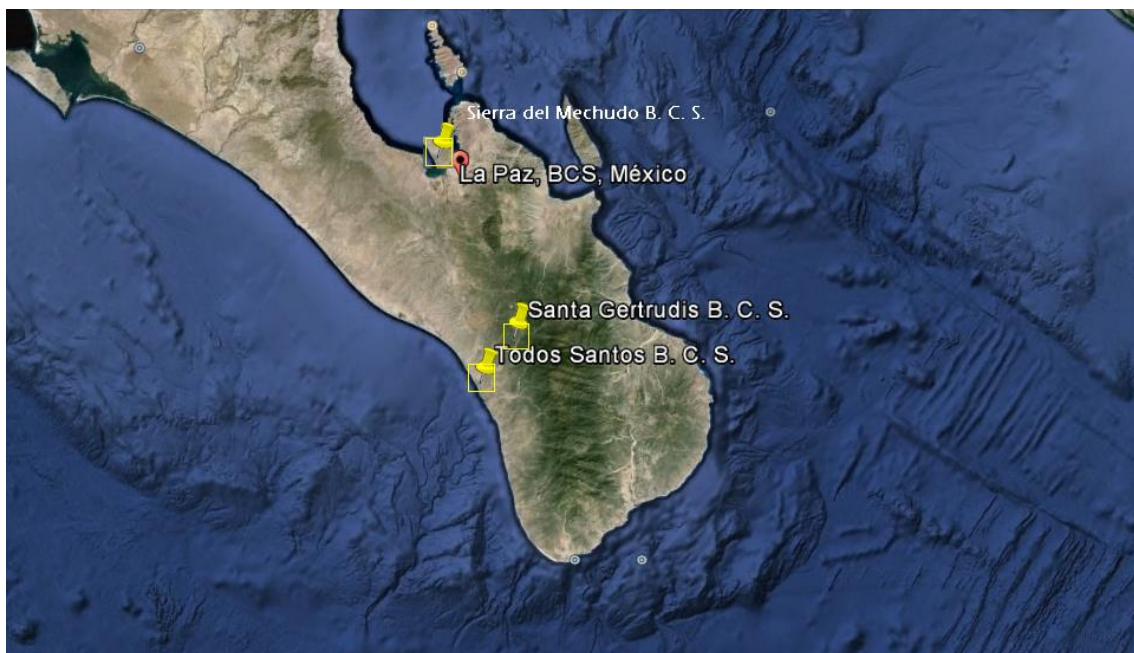 Sierra del Mechudo B. C. S.
La Paz, BCS, México
Santa Gertrudis B. C. S.
Todos Santos B. C. S.